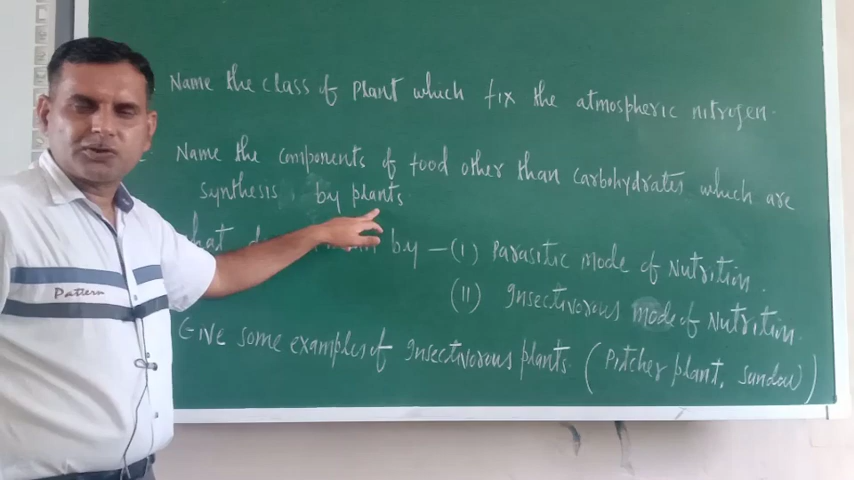 Name the class of plant which fix the atmospheric nitrogen.
Name the components of food other than carbohydrates which are
synthesis by plants
by - (I) Parasitic mode of Nutrition.
(II) Insectivorous mode of Nutrition.
Give some examples of Insectivorous plants. (Pitcher plant, sundow)
Pattern